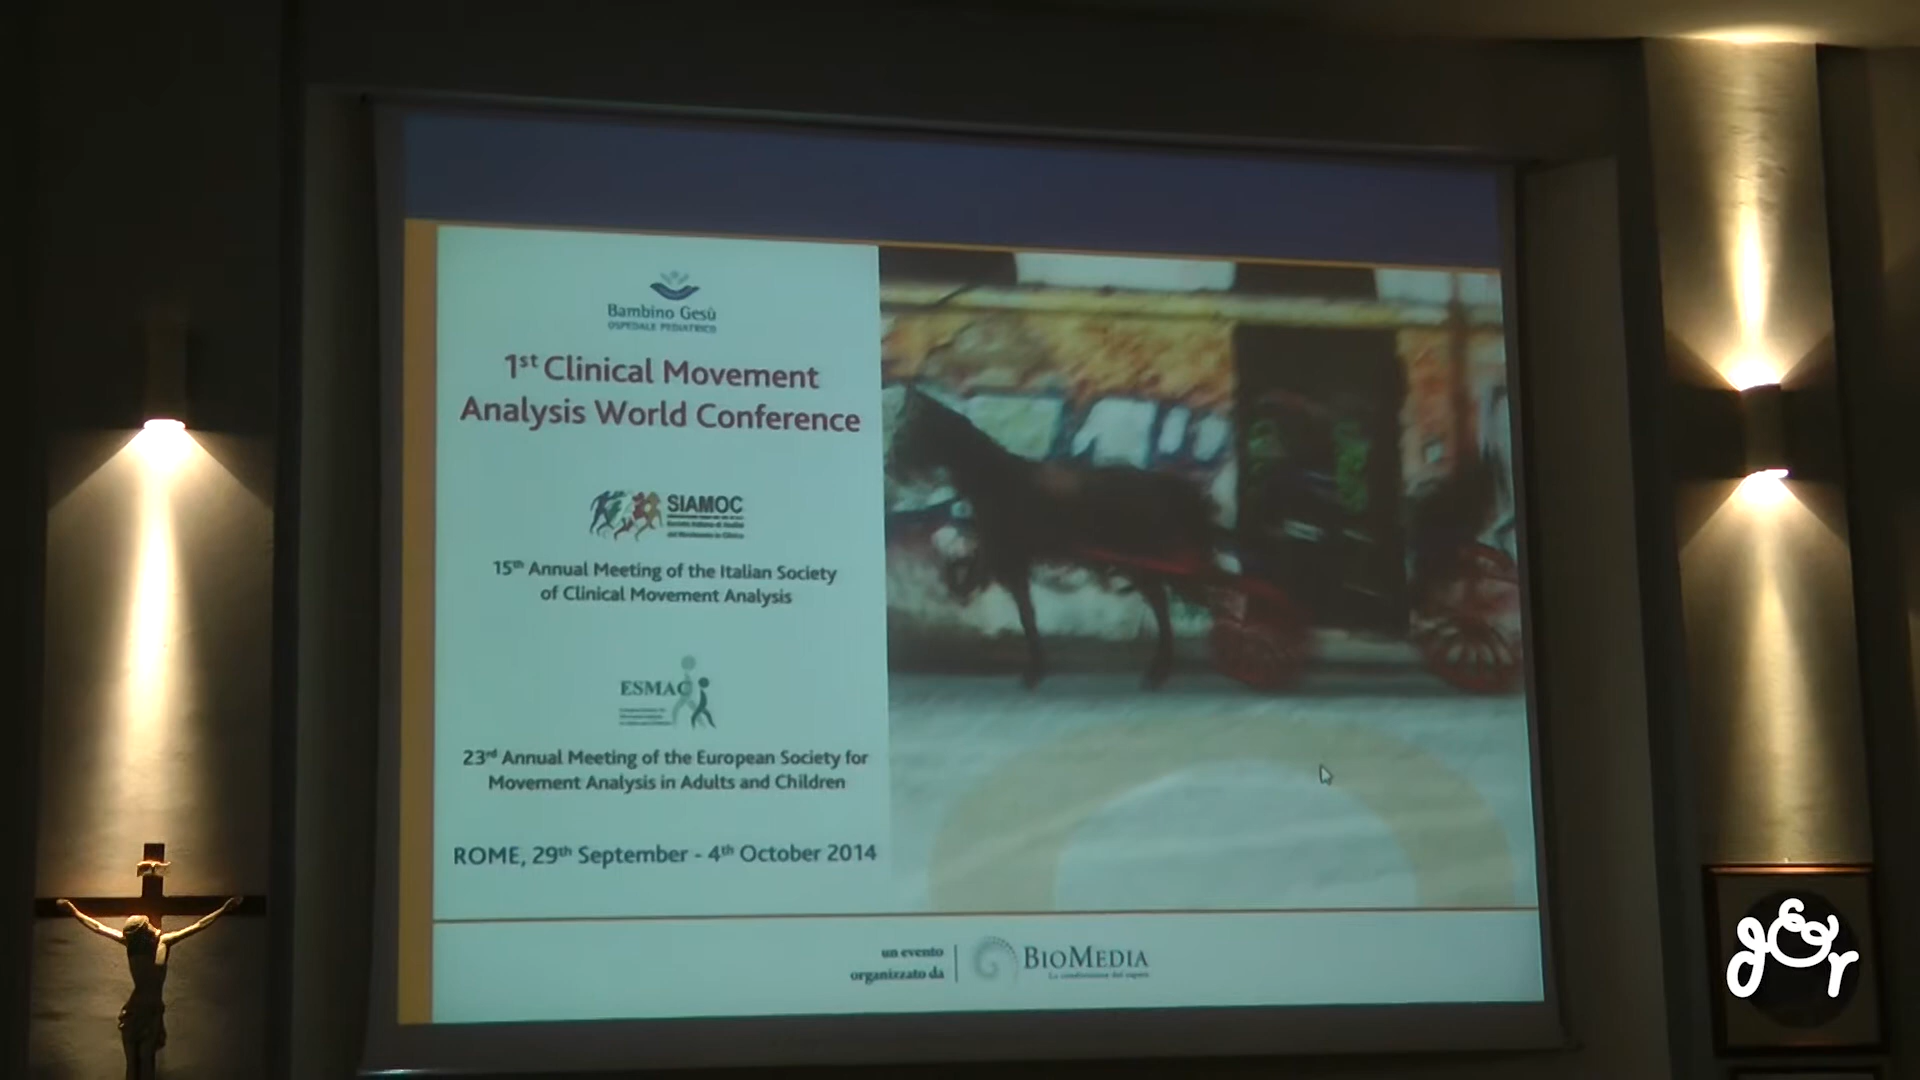 Bambino Gesù
OSPEDALE PEDIATRICO
1st Clinical Movement
Analysis World Conference
SIAMOC
15th Annual Meeting of the Italian Society
of Clinical Movement Analysis
ESMAC
23rd Annual Meeting of the European Society for
Movement Analysis in Adults and Children
ROME, 29th September - 4th October 2014
un evento
organizzato da
BIOMEDIA
g&r